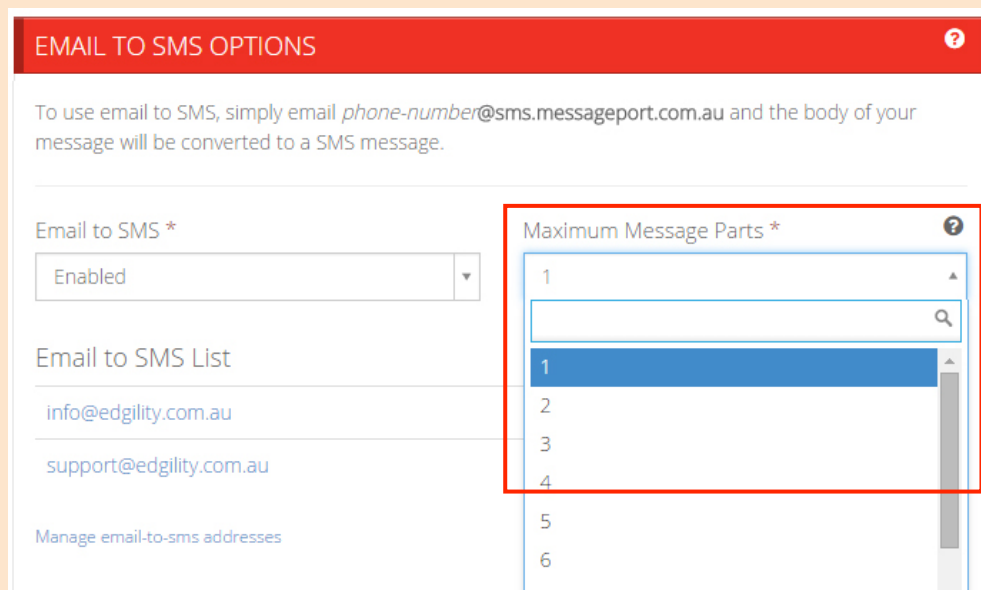 EMAIL TO SMS OPTIONS
To use email to SMS, simply email phone-number@sms.messageport.com.au and the body of your
message will be converted to a SMS message.
Email to SMS *
Enabled
Maximum Message Parts *
1
1
2
3
4
5
6
Email to SMS List
info@edgility.com.au
support@edgility.com.au
Manage email-to-sms addresses